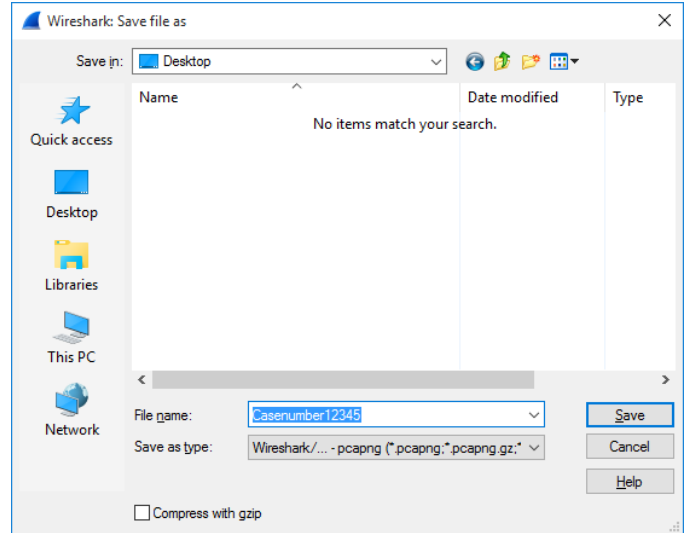 Wireshark: Save file as
Save in: Desktop
Name Date modified Type
No items match your search.
Quick access
Desktop
Libraries
This PC
Network
File name: Casenumber12345 Save
Save as type: Wireshark/... - pcapng (*.pcapng;*.pcapng.gz;* Cancel
Help
Compress with gzip